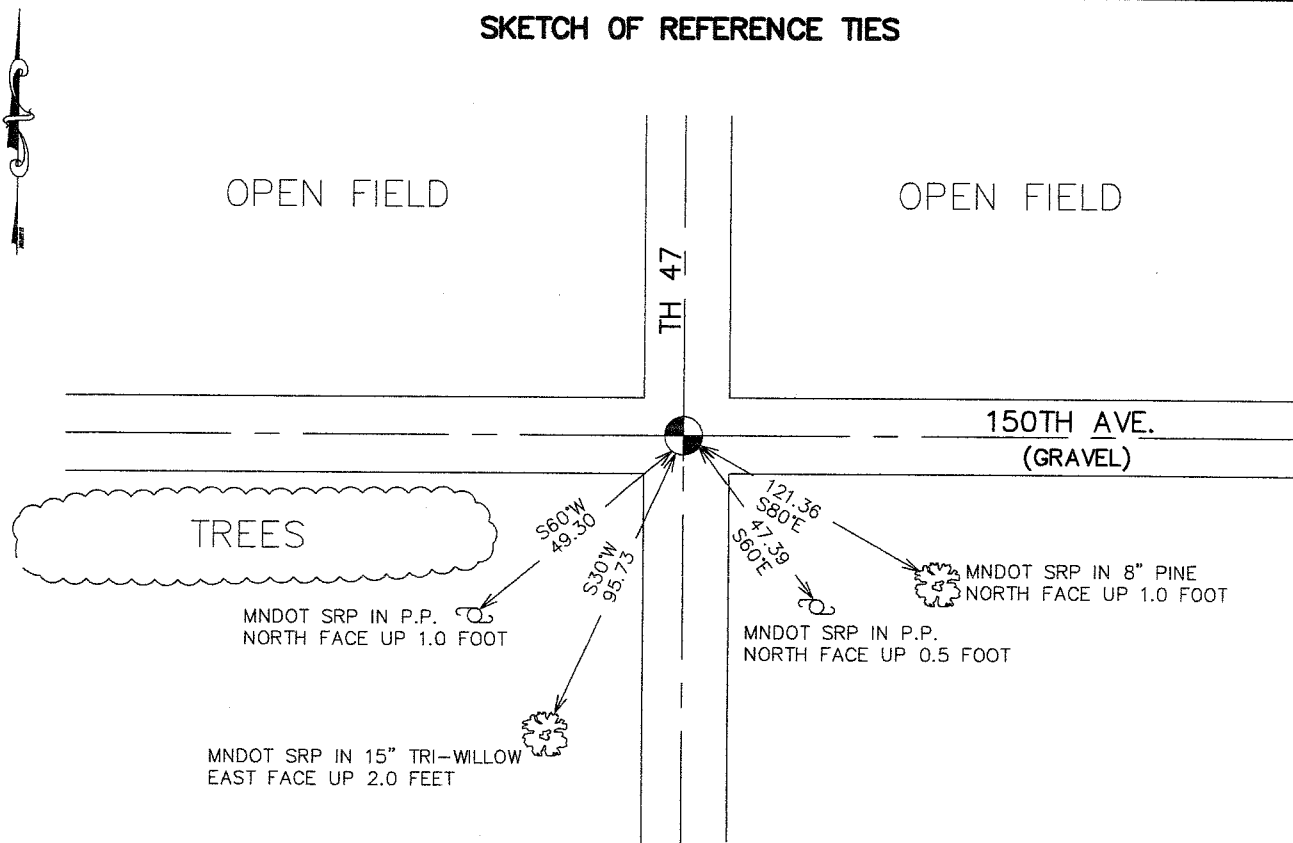 SKETCH OF REFERENCE TIES
OPEN FIELD
OPEN FIELD
TH 47
150TH AVE.
(GRAVEL)
TREES
S60°W
49.30
S30°W
95.73
121.36
S80°E
47.39
S60°E
MNDOT SRP IN P.P.
NORTH FACE UP 1.0 FOOT
MNDOT SRP IN 8" PINE
NORTH FACE UP 1.0 FOOT
MNDOT SRP IN P.P.
NORTH FACE UP 0.5 FOOT
MNDOT SRP IN 15" TRI-WILLOW
EAST FACE UP 2.0 FEET